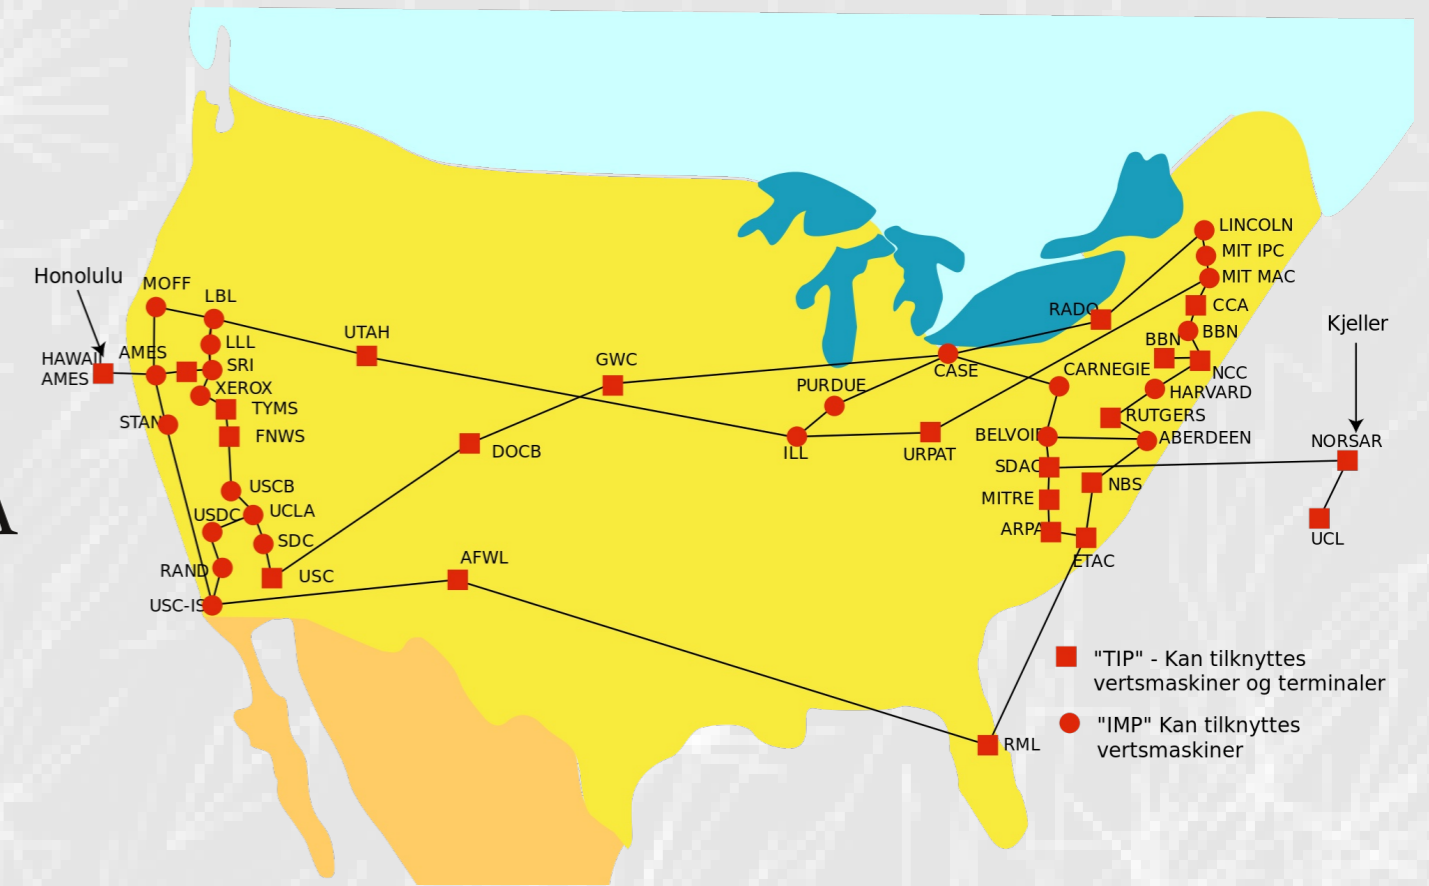 LINCOLN
MIT IPC
MIT MAC
Honolulu
MOFF
LBL
CCA
RADO
Kjeller
UTAH
LLL
BBN
BBN
HAWAII
AMES
AMES
SRI
GWC
CASE
CARNEGIE
NCC
XEROX
PURDUE
HARVARD
TYMS
RUTGERS
STAN
FNWS
DOCB
ILL
URPAT
BELVOIR
ABERDEEN
NORSAR
SDAC
USCB
NBS
MITRE
USDC
UCLA
ARPA
UCL
SDC
ETAC
RAND
USC
AFWL
USC-IS
"TIP" - Kan tilknyttes
vertsmaskiner og terminaler
"IMP" Kan tilknyttes
vertsmaskiner
RML